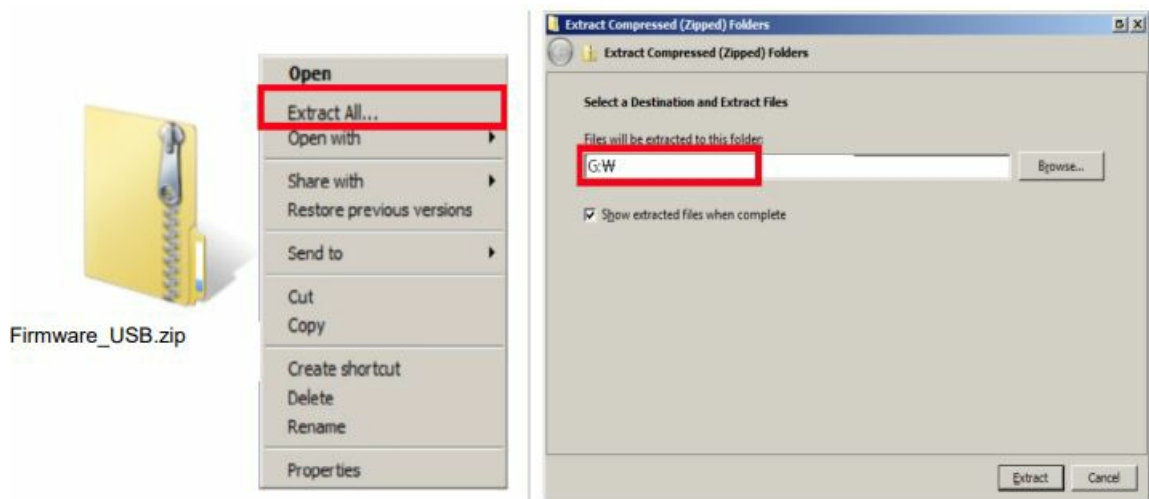 Firmware_USB.zip
Open
Extract All...
Open with
Share with
Restore previous versions
Send to
Cut
Copy
Create shortcut
Delete
Rename
Properties
Extract Compressed (Zipped) Folders
Extract Compressed (Zipped) Folders
Select a Destination and Extract Files
Files will be extracted to this folder:
G:₩
Browse...
Show extracted files when complete
Extract
Cancel